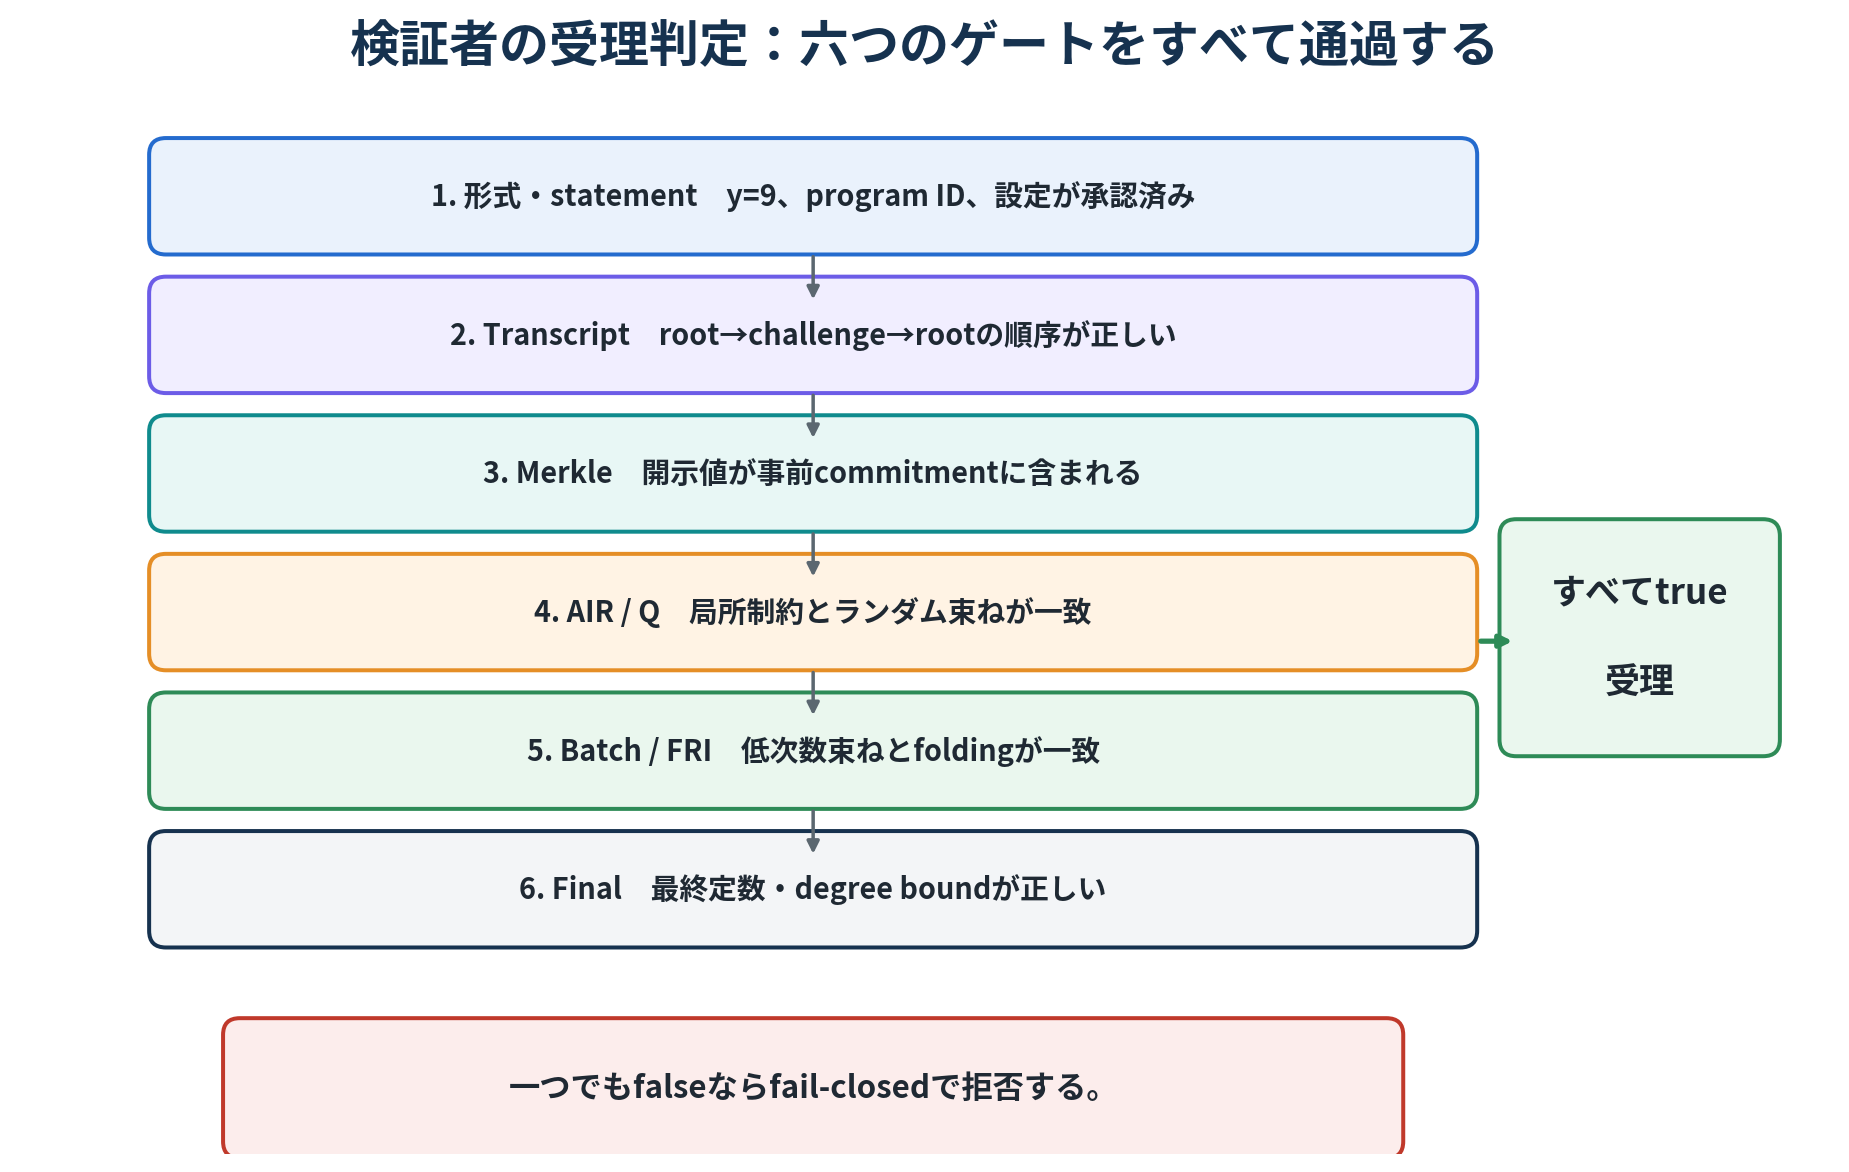 検証者の受理判定：六つのゲートをすべて通過する
1. 形式・statement　y=9、program ID、設定が承認済み
2. Transcript　root→challenge→rootの順序が正しい
3. Merkle　開示値が事前commitmentに含まれる
4. AIR / Q　局所制約とランダム束ねが一致
5. Batch / FRI　低次数束ねとfoldingが一致
6. Final　最終定数・degree boundが正しい
すべてtrue
受理
一つでもfalseならfail-closedで拒否する。